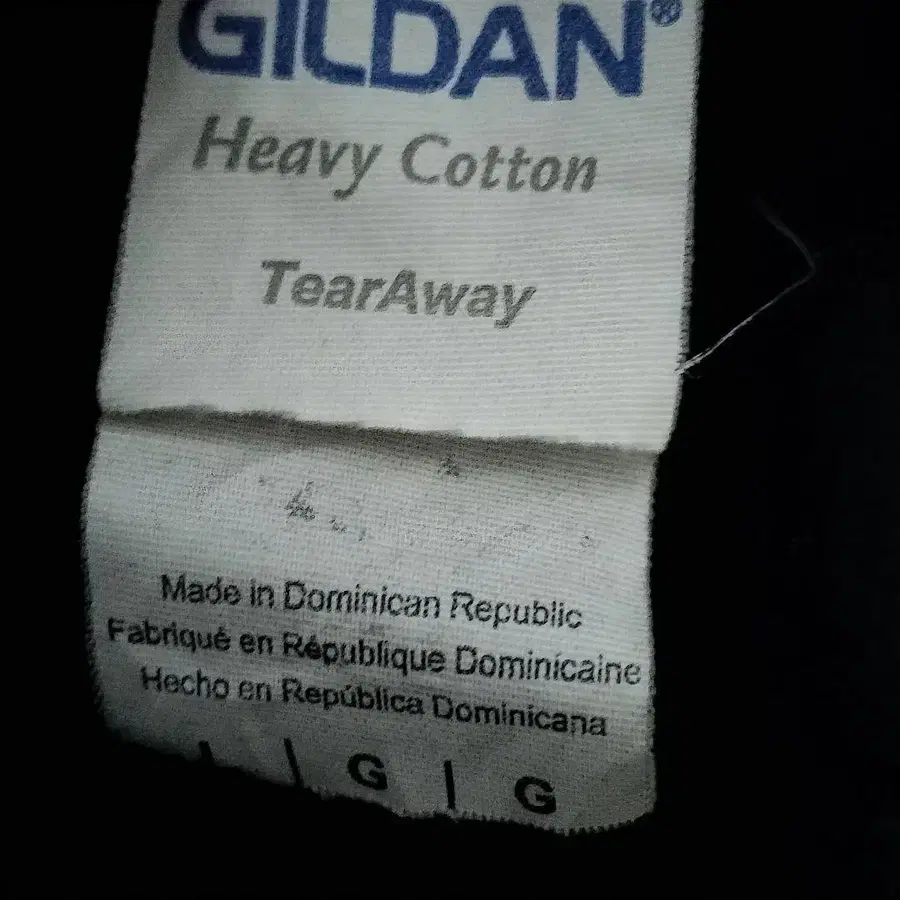 GILDAN®
Heavy Cotton
TearAway
Made in Dominican Republic
Fabriqué en République Dominicaine
Hecho en República Dominicana
| G | G